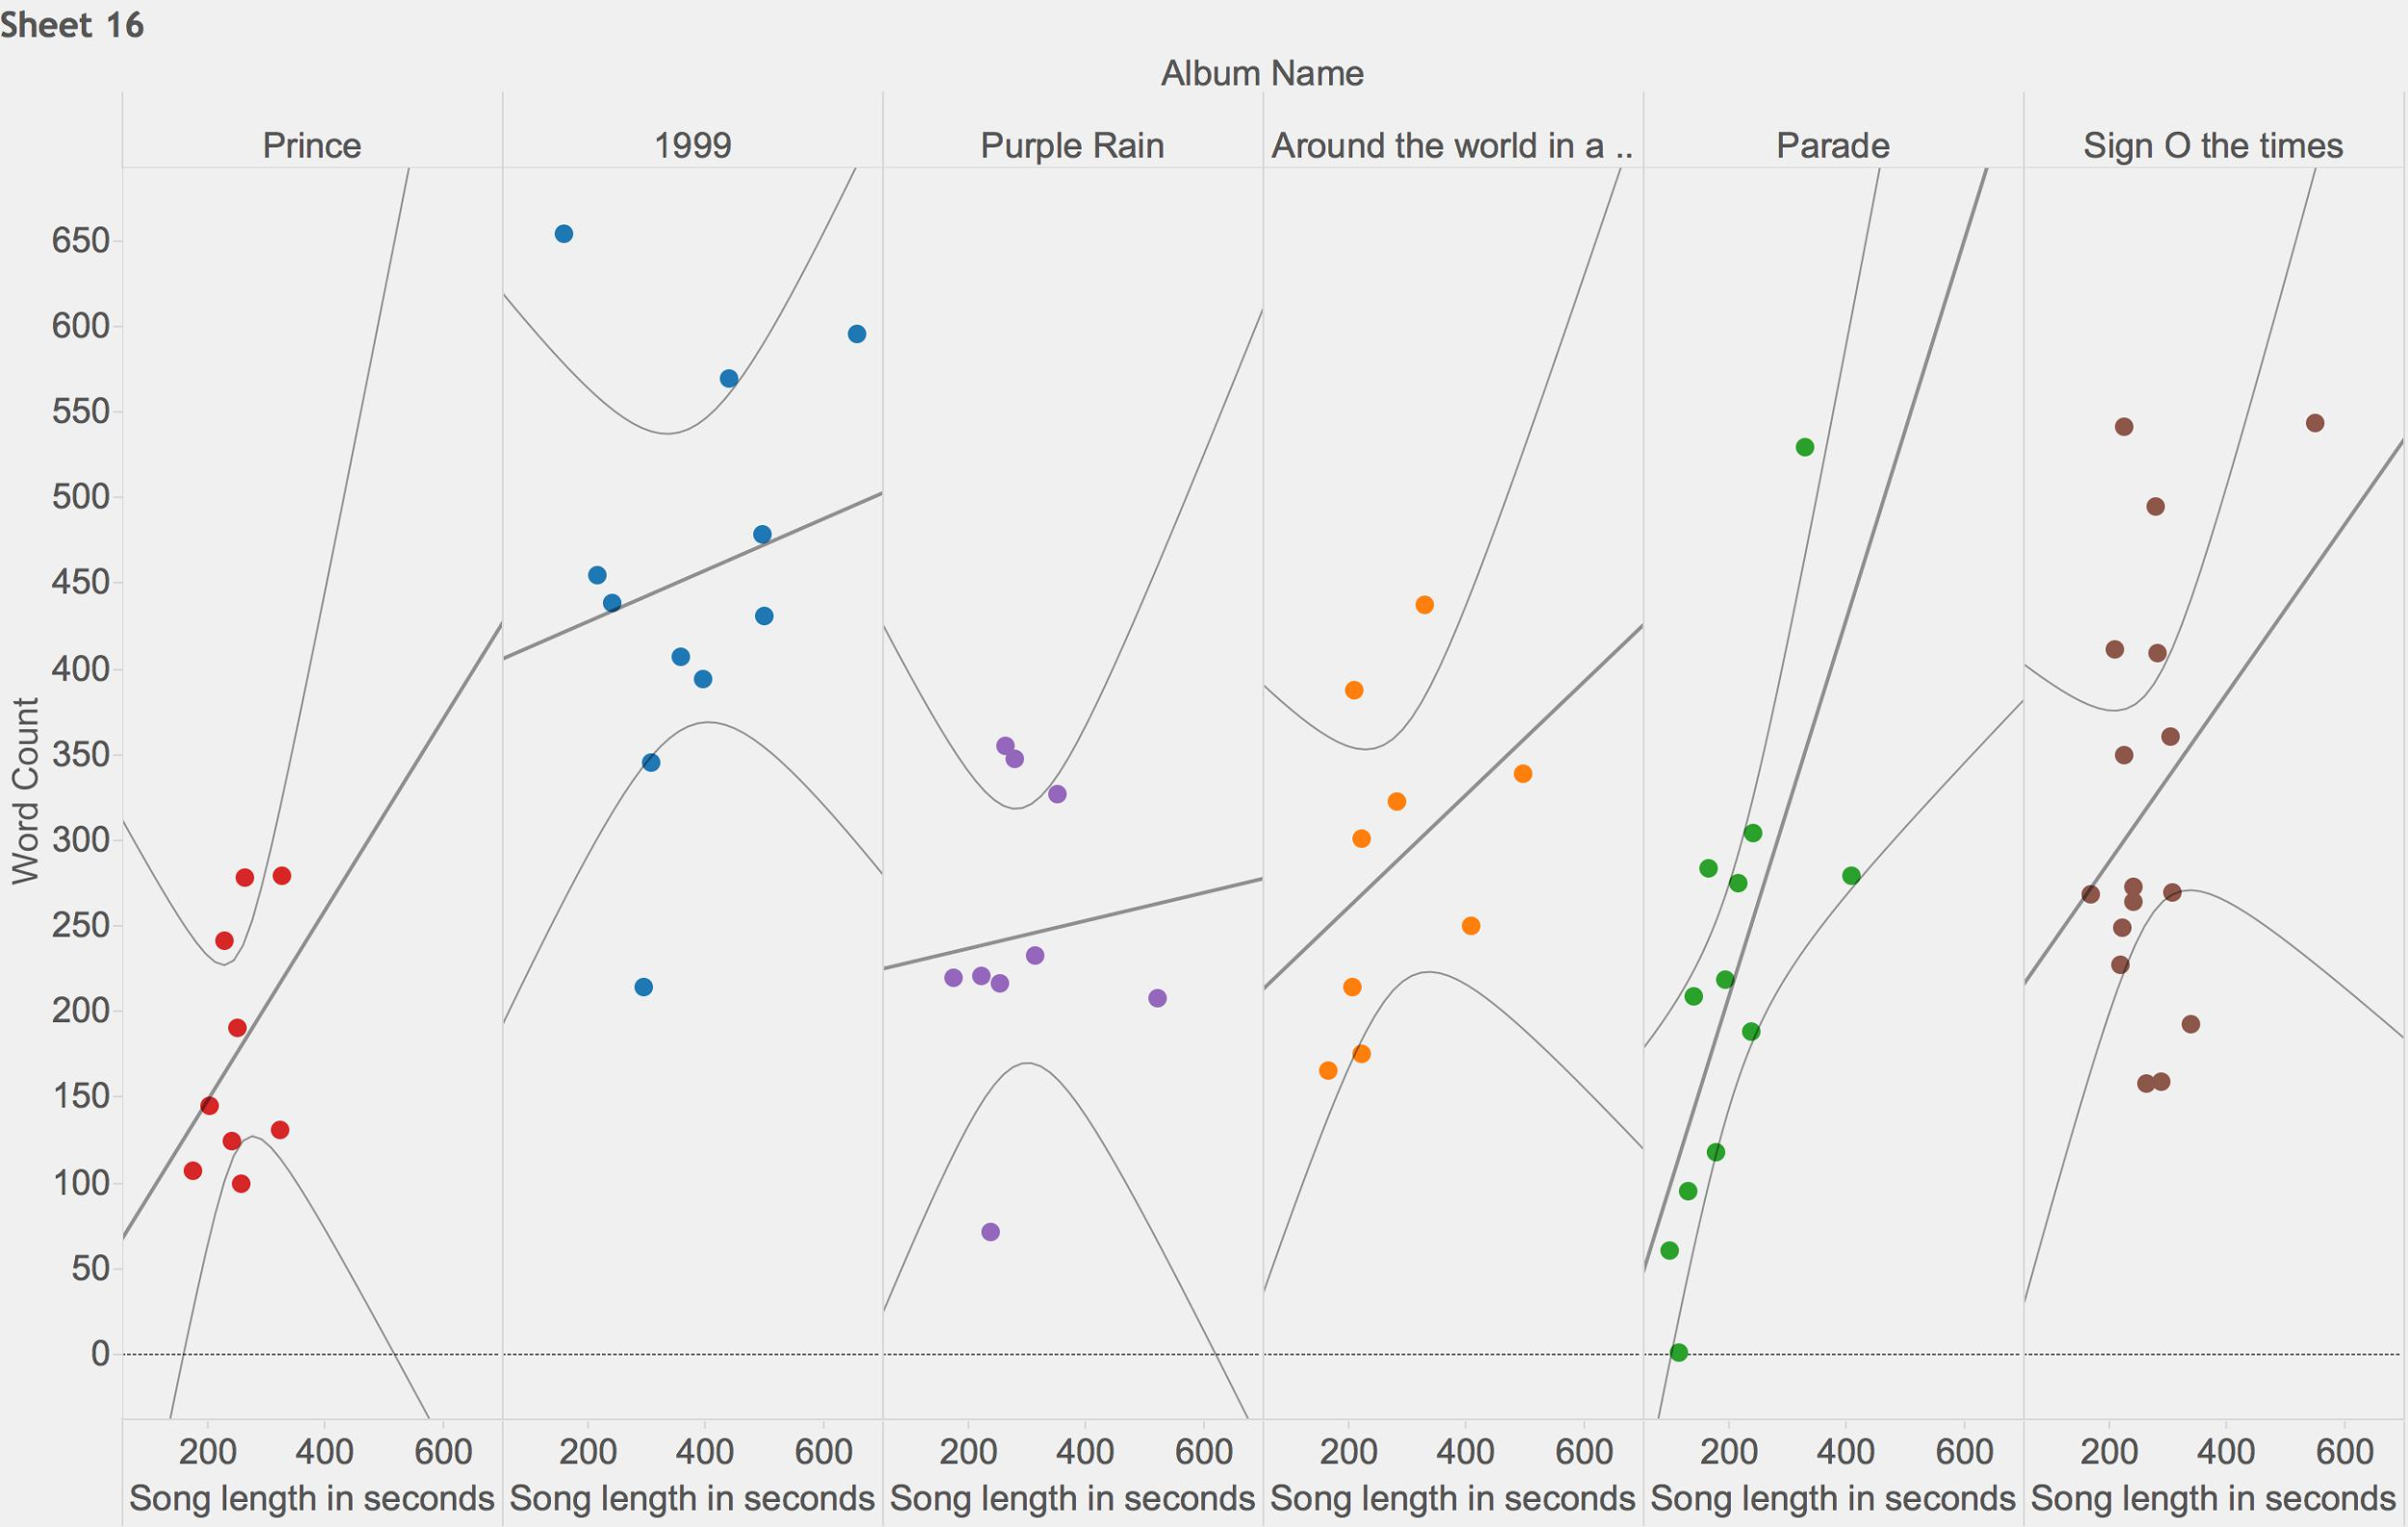 Sheet 16
Album Name
Prince 1999 Purple Rain Around the world in a .. Parade Sign O the times
Word Count
650
600
550
500
450
400
350
300
250
200
150
100
50
0
200 400 600 200 400 600 200 400 600 200 400 600 200 400 600 200 400 600
Song length in seconds Song length in seconds Song length in seconds Song length in seconds Song length in seconds Song length in seconds